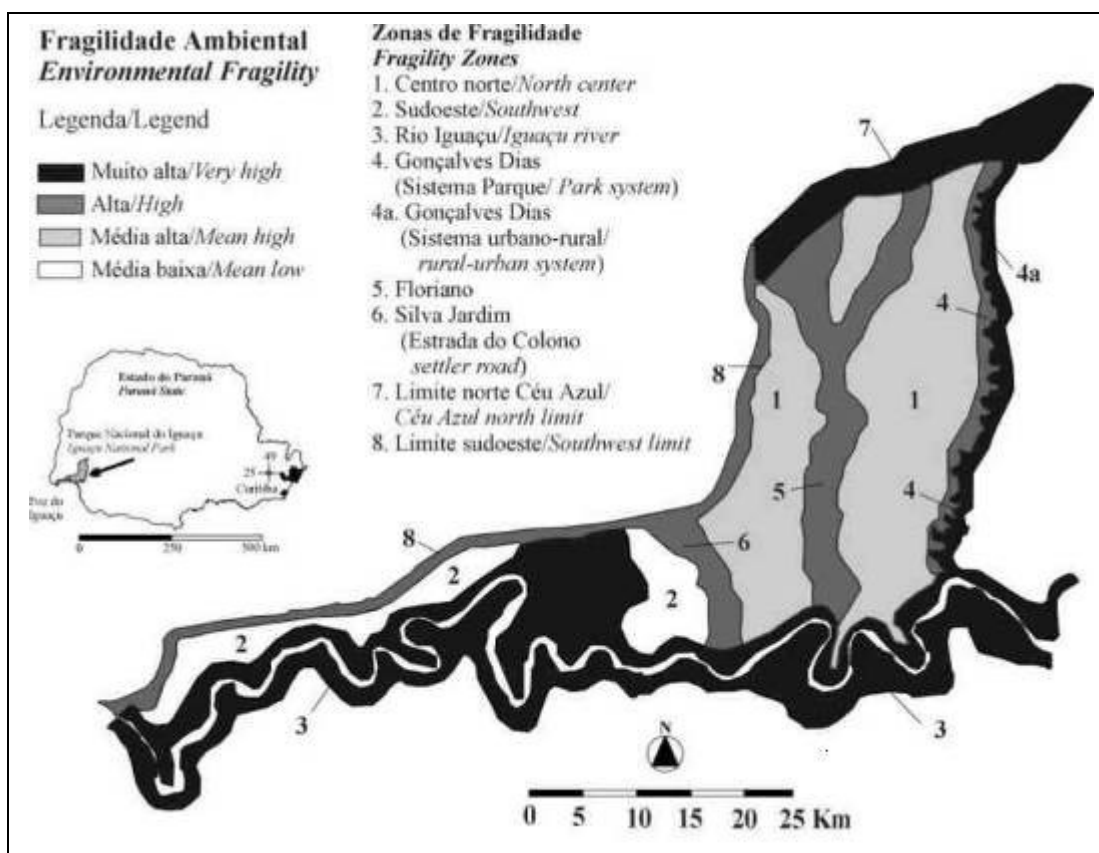 Fragilidade Ambiental
Environmental Fragility
Legenda/Legend
Muito alta/Very high
Alta/High
Média alta/Mean high
Média baixa/Mean low
Zonas de Fragilidade
Fragility Zones
1. Centro norte/North center
2. Sudoeste/Southwest
3. Rio Iguaçu/Iguaçu river
4. Gonçalves Dias
(Sistema Parque/ Park system)
4a. Gonçalves Dias
(Sistema urbano-rural/
rural-urban system)
5. Floriano
6. Silva Jardim
(Estrada do Colono
settler road)
7. Limite norte Céu Azul/
Céu Azul north limit
8. Limite sudoeste/Southwest limit
Estado do Paraná
Paraná State
Parque Nacional do Iguaçu
Iguaçu National Park
49
25
Curitiba
Foz do
Iguaçu
0 250 500 km
7
4a
4
8
1
1
5
4
6
8
2
2
2
3
3
N
0 5 10 15 20 25 Km